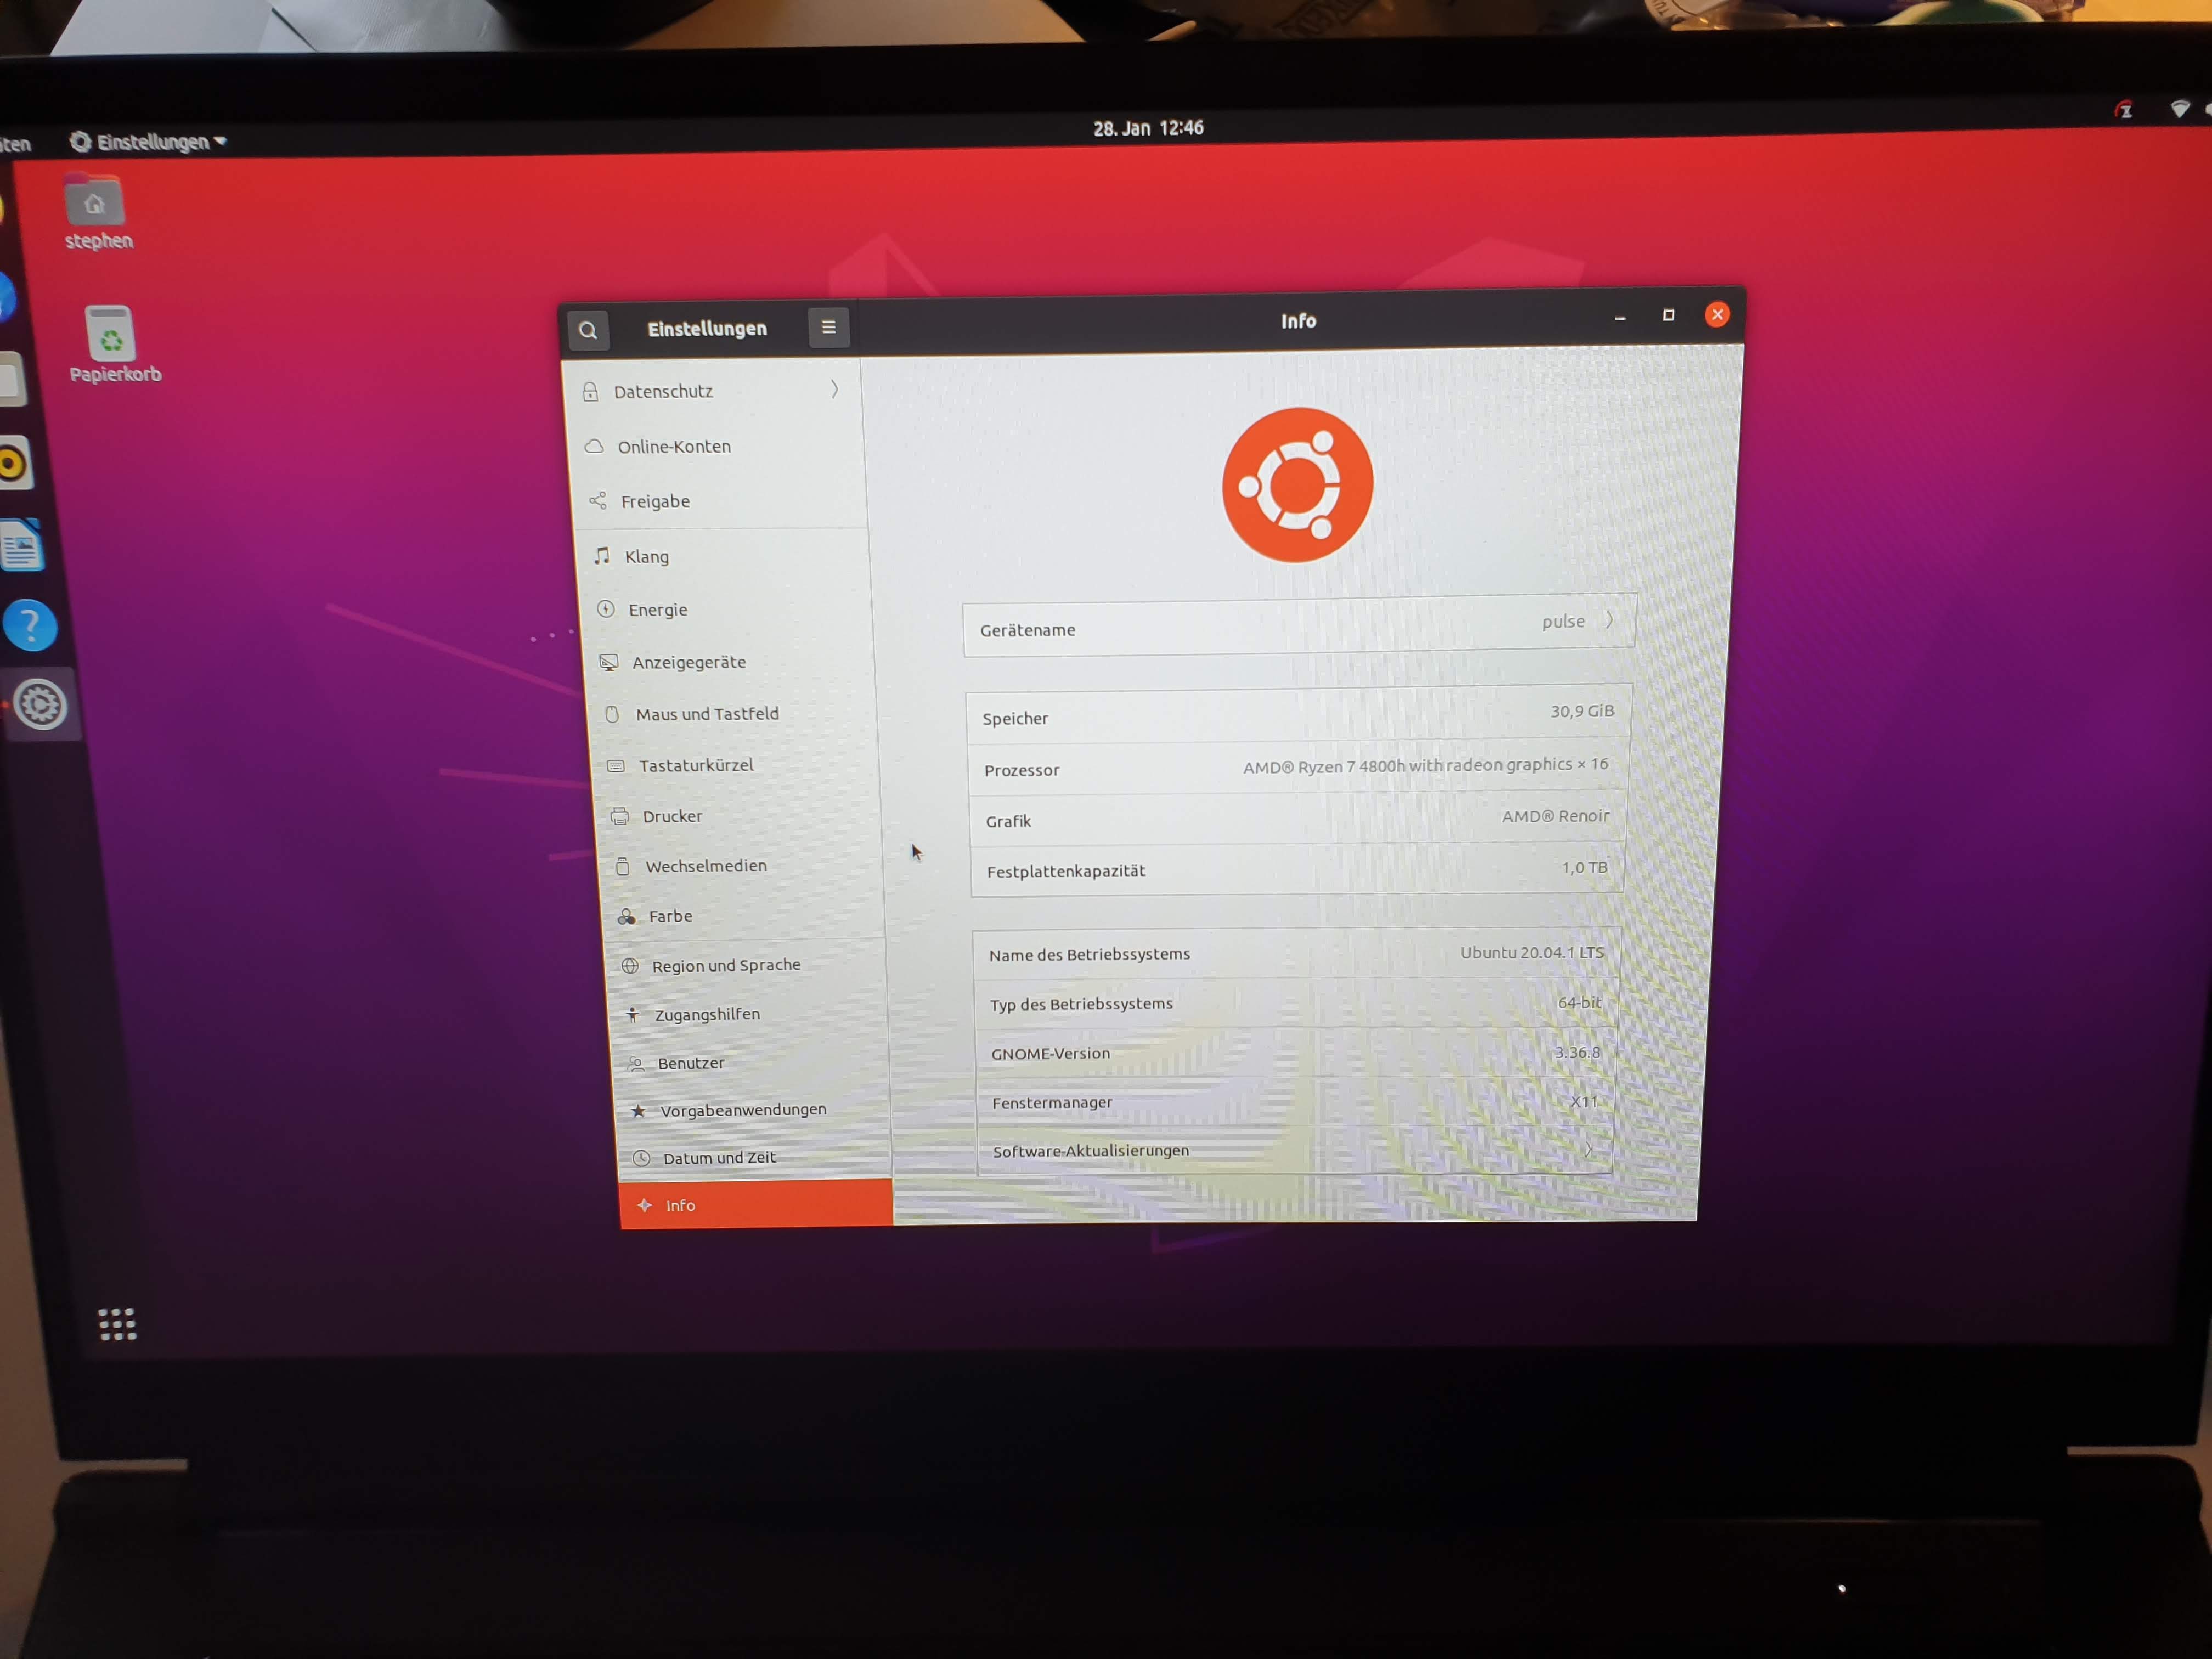 28. Jan 12:46
Einstellungen
stephen
Papierkorb
Einstellungen
Info
Datenschutz
Online-Konten
Freigabe
Klang
Energie
Anzeigegeräte
Maus und Tastfeld
Tastaturkürzel
Drucker
Wechselmedien
Farbe
Region und Sprache
Zugangshilfen
Benutzer
Vorgabeanwendungen
Datum und Zeit
Info
Gerätename pulse
Speicher 30,9 GiB
Prozessor AMD® Ryzen 7 4800h with radeon graphics × 16
Grafik AMD® Renoir
Festplattenkapazität 1,0 TB
Name des Betriebssystems Ubuntu 20.04.1 LTS
Typ des Betriebssystems 64-bit
GNOME-Version 3.36.8
Fenstermanager X11
Software-Aktualisierungen